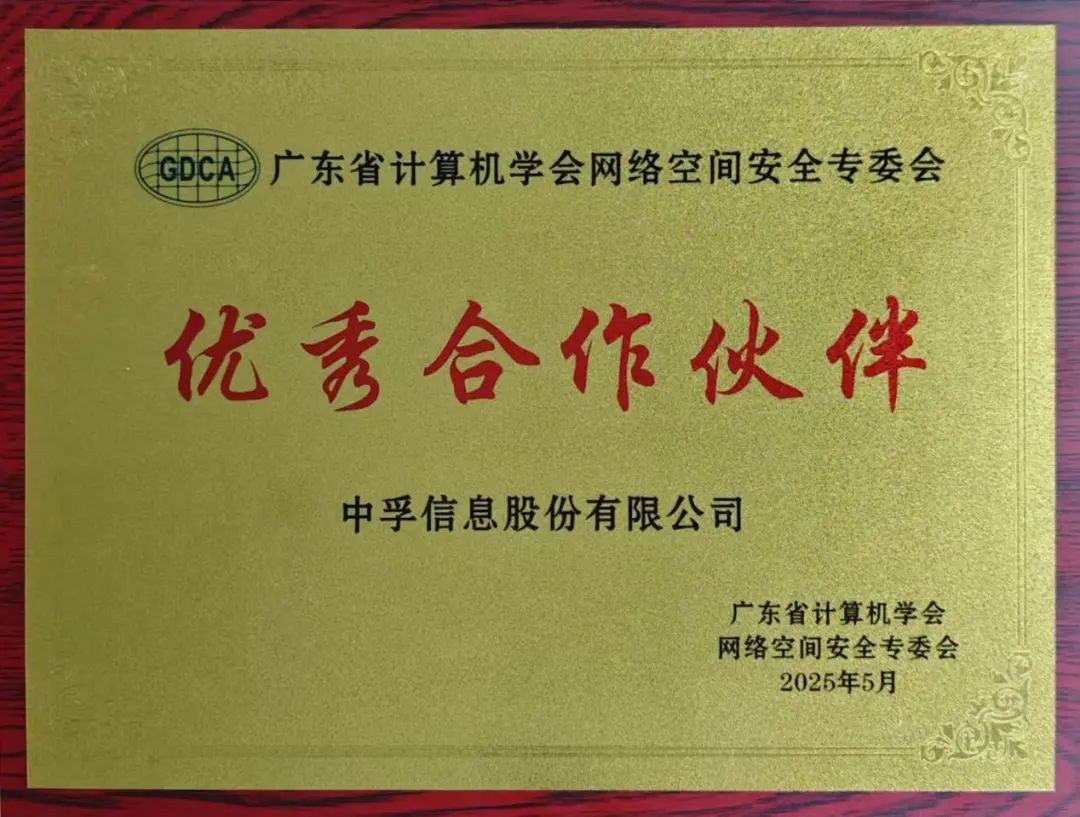 GDCA 广东省计算机学会网络空间安全专委会
优秀合作伙伴
中孚信息股份有限公司
广东省计算机学会
网络空间安全专委会
2025年5月